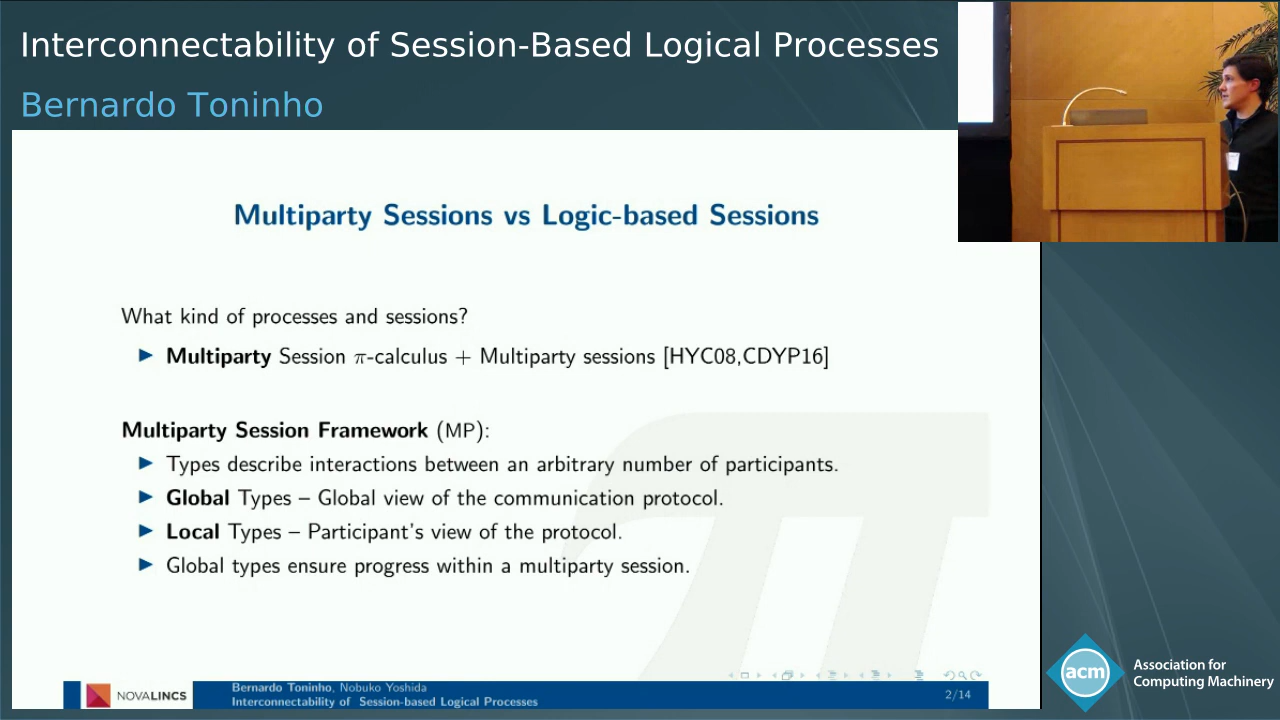 Interconnectability of Session-Based Logical Processes
Bernardo Toninho
Multiparty Sessions vs Logic-based Sessions
What kind of processes and sessions?
Multiparty Session π-calculus + Multiparty sessions [HYC08,CDYP16]
Multiparty Session Framework (MP):
Types describe interactions between an arbitrary number of participants.
Global Types – Global view of the communication protocol.
Local Types – Participant's view of the protocol.
Global types ensure progress within a multiparty session.
π
NOVALINCS
Bernardo Toninho, Nobuko Yoshida
Interconnectability of Session-based Logical Processes
2/14
acm
Association for
Computing Machinery